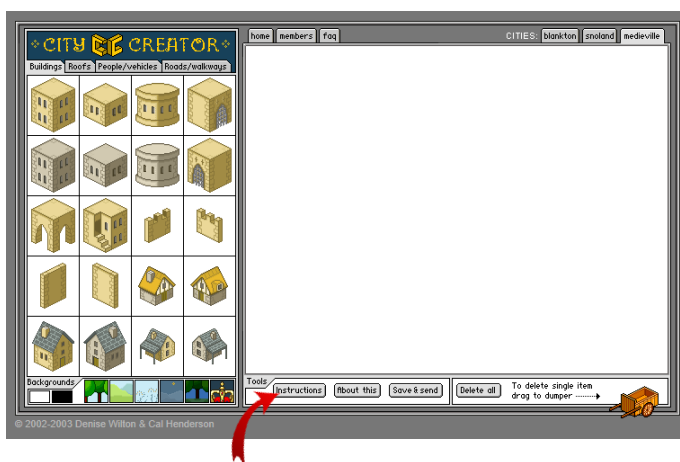 CITY CC CREATOR
Buildings Roofs People/vehicles Roads/walkways
home members faq
CITIES: blankton snoland medieville
Backgrounds
Tools
Instructions About this Save & send
Delete all
To delete single item
drag to dumper
© 2002-2003 Denise Wilton & Cal Henderson